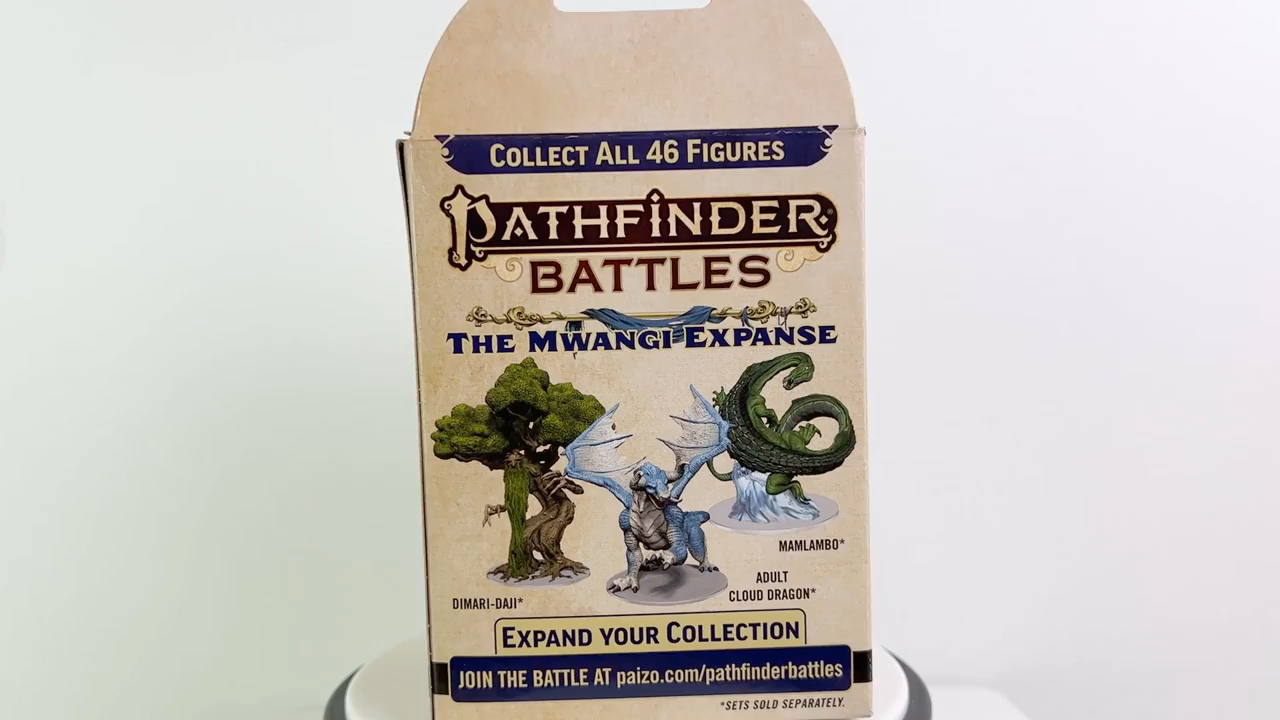 COLLECT ALL 46 FIGURES
PATHFINDER®
BATTLES
THE MWANGI EXPANSE
MAMLAMBO*
ADULT
CLOUD DRAGON*
DIMARI-DAJI*
EXPAND YOUR COLLECTION
JOIN THE BATTLE AT paizo.com/pathfinderbattles
*SETS SOLD SEPARATELY.